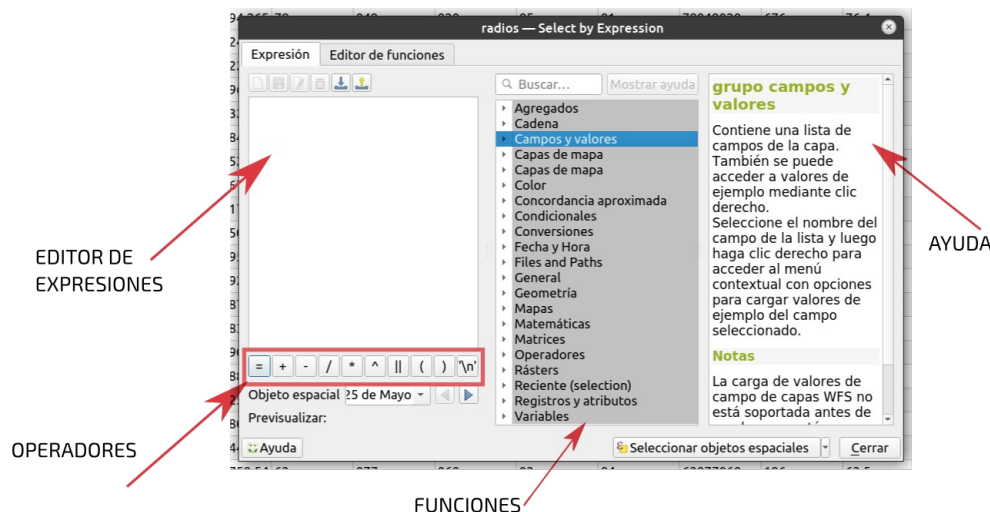 radios — Select by Expression
Expresión
Editor de funciones
Buscar...
Mostrar ayuda
Agregados
Cadena
Campos y valores
Capas de mapa
Capas de mapa
Color
Concordancia aproximada
Condicionales
Conversiones
Fecha y Hora
Files and Paths
General
Geometría
Mapas
Matemáticas
Matrices
Operadores
Rásters
Reciente (selection)
Registros y atributos
Variables
grupo campos y
valores
Contiene una lista de
campos de la capa.
También se puede
acceder a valores de
ejemplo mediante clic
derecho.
Seleccione el nombre del
campo de la lista y luego
haga clic derecho para
acceder al menú
contextual con opciones
para cargar valores de
ejemplo del campo
seleccionado.
Notas
La carga de valores de
campo de capas WFS no
está soportada antes de
= + - / * ^ || ( ) '\n'
Objeto espacial 25 de Mayo
Previsualizar:
Ayuda
Seleccionar objetos espaciales
Cerrar
EDITOR DE
EXPRESIONES
AYUDA
OPERADORES
FUNCIONES